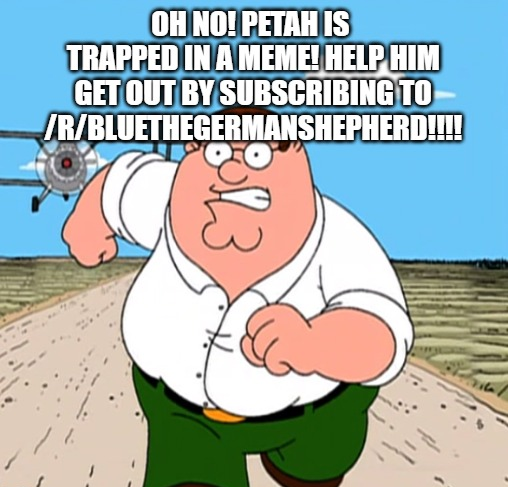 OH NO! PETAH IS
TRAPPED IN A MEME! HELP HIM
GET OUT BY SUBSCRIBING TO
/R/BLUETHEGERMANSHEPHERD!!!!